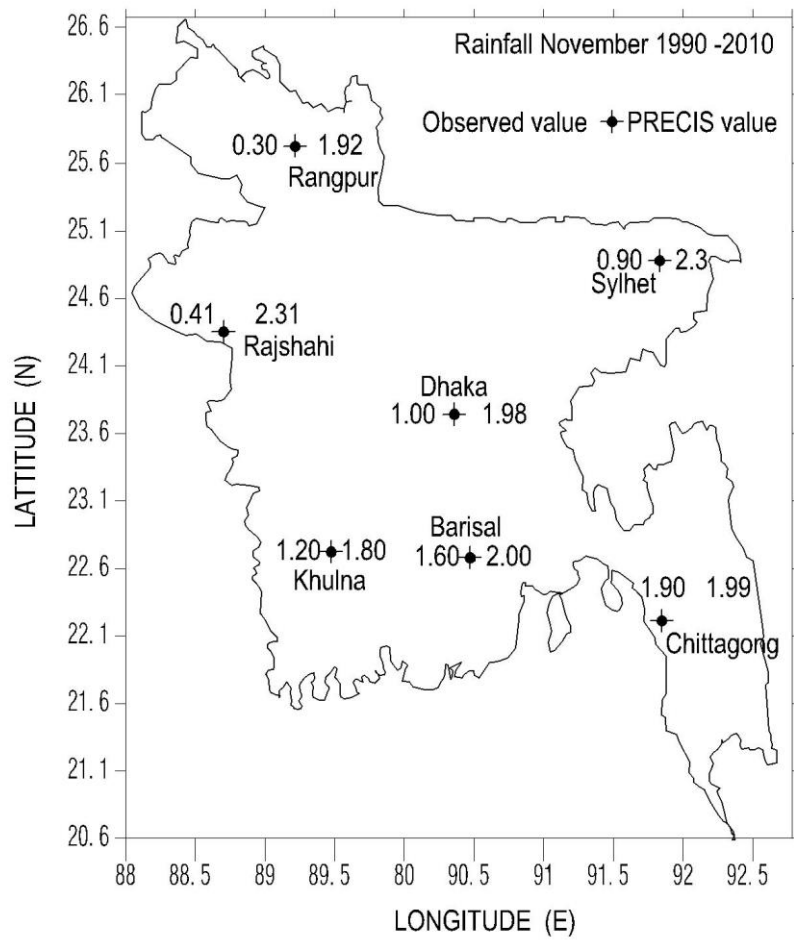 Rainfall November 1990 -2010
Observed value PRECIS value
0.30 1.92
Rangpur
0.90 2.3
Sylhet
0.41 2.31
Rajshahi
Dhaka
1.00 1.98
Barisal
1.20 1.80
Khulna
1.60 2.00
1.90 1.99
Chittagong
LATTITUDE (N)
26.6
26.1
25.6
25.1
24.6
24.1
23.6
23.1
22.6
22.1
21.6
21.1
20.6
88 88.5 89 89.5 80 90.5 91 91.5 92 92.5
LONGITUDE (E)